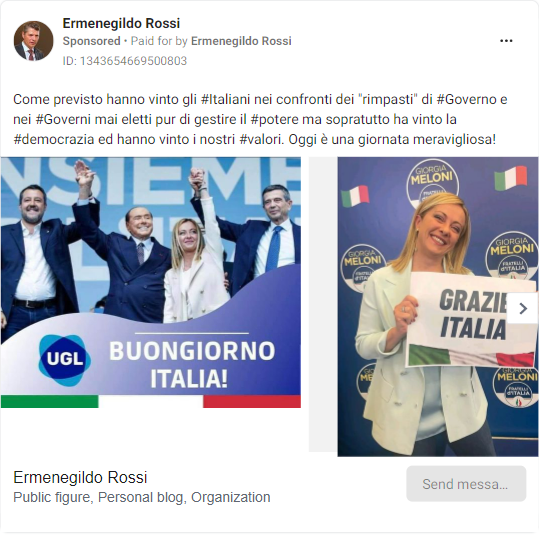 Ermenegildo Rossi
Sponsored • Paid for by Ermenegildo Rossi
ID: 1343654669500803
Come previsto hanno vinto gli #Italiani nei confronti dei "rimpasti" di #Governo e
nei #Governi mai eletti pur di gestire il #potere ma sopratutto ha vinto la
#democrazia ed hanno vinto i nostri #valori. Oggi è una giornata meravigliosa!
NSIEME
UGL
BUONGIORNO
ITALIA!
GIORGIA
MELONI
GIORGIA
MELONI
FRATELLI
d'ITALIA
GIORGIA
MELONI
GRAZIE
ITALIA
Ermenegildo Rossi
Public figure, Personal blog, Organization
Send messa...